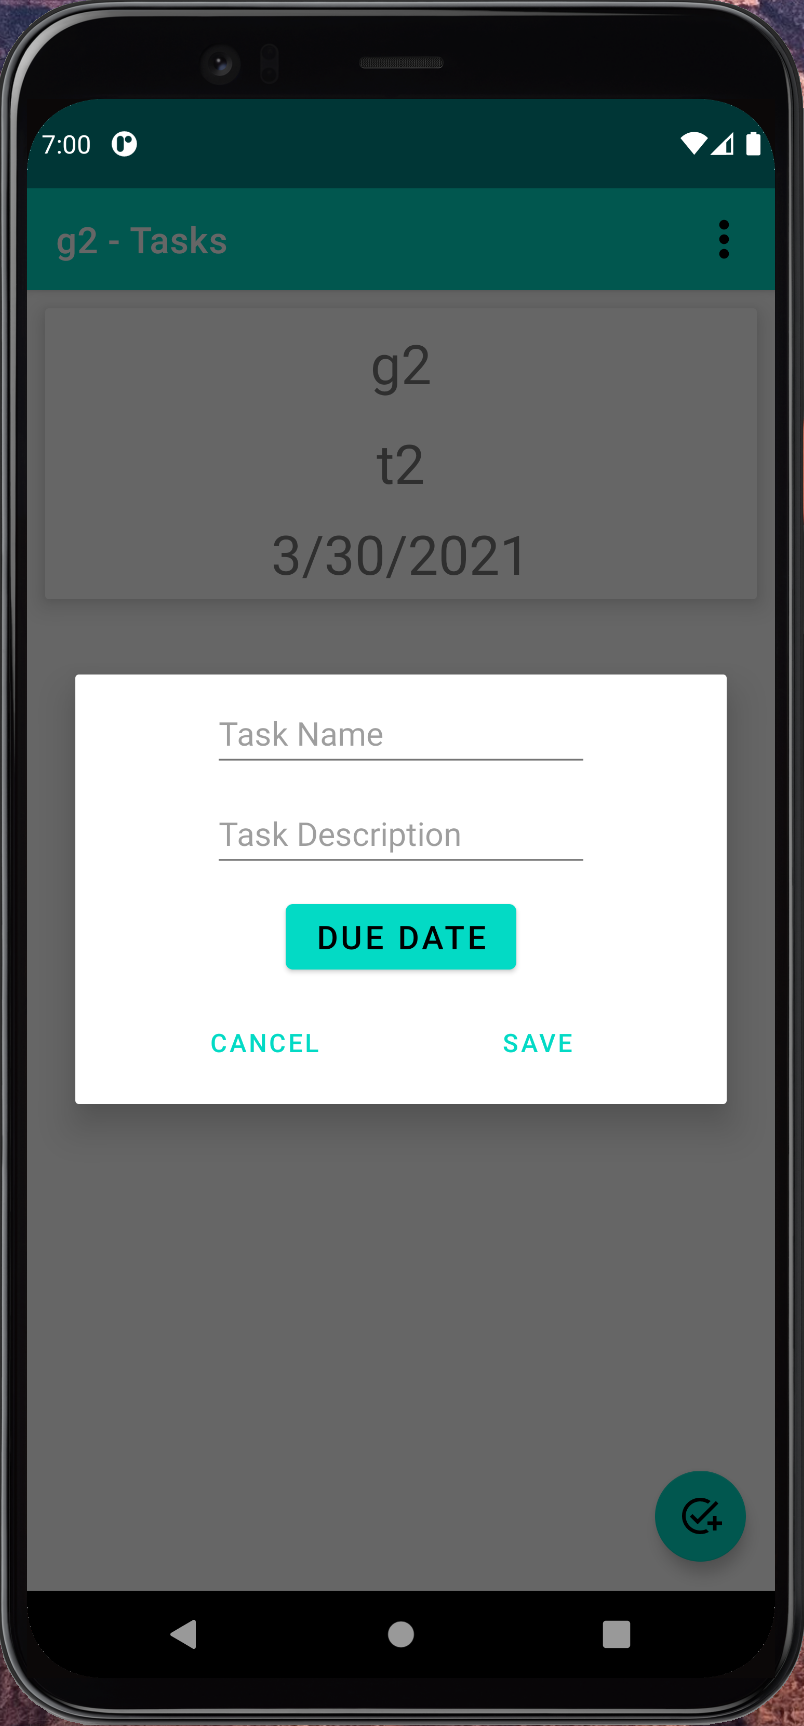 7:00
g2 - Tasks
g2
t2
3/30/2021
Task Name
Task Description
DUE DATE
CANCEL SAVE